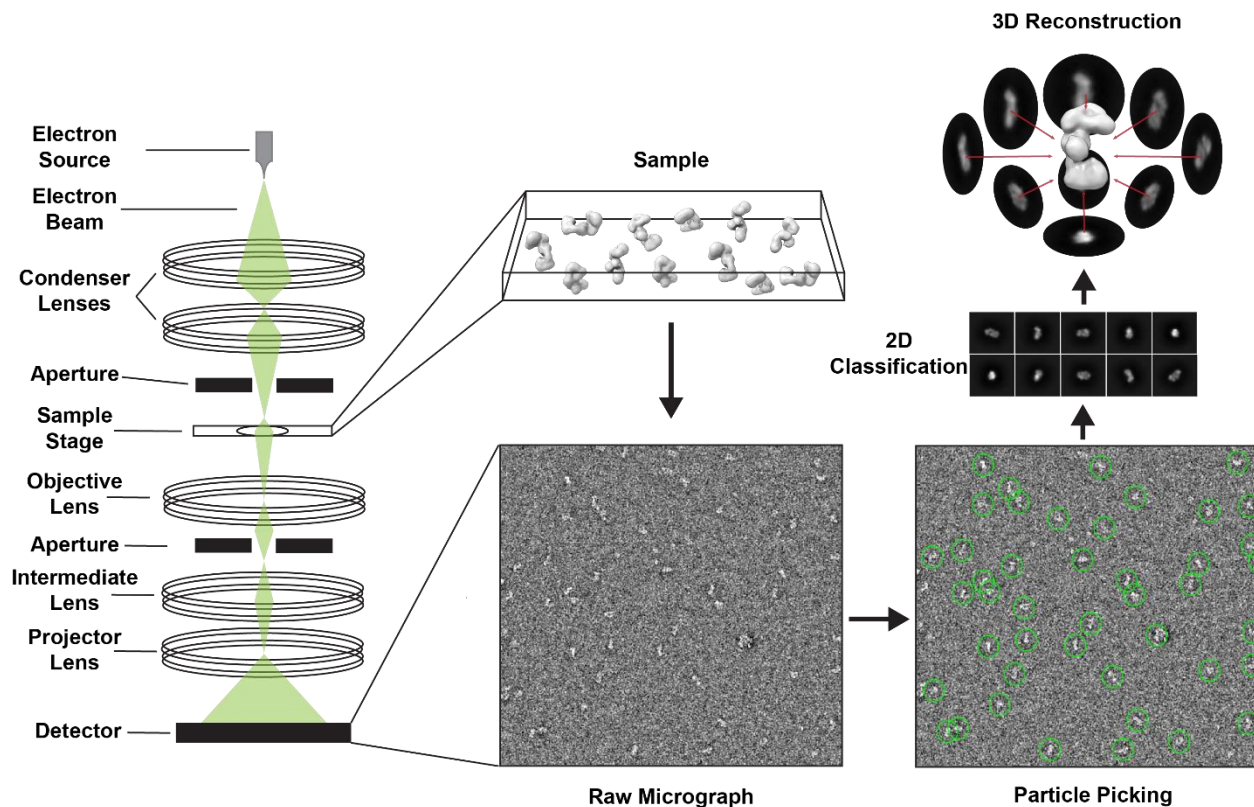 3D Reconstruction
Electron
Source
Electron
Beam
Condenser
Lenses
Aperture
Sample
Stage
Objective
Lens
Aperture
Intermediate
Lens
Projector
Lens
Detector
Sample
Raw Micrograph
2D
Classification
Particle Picking